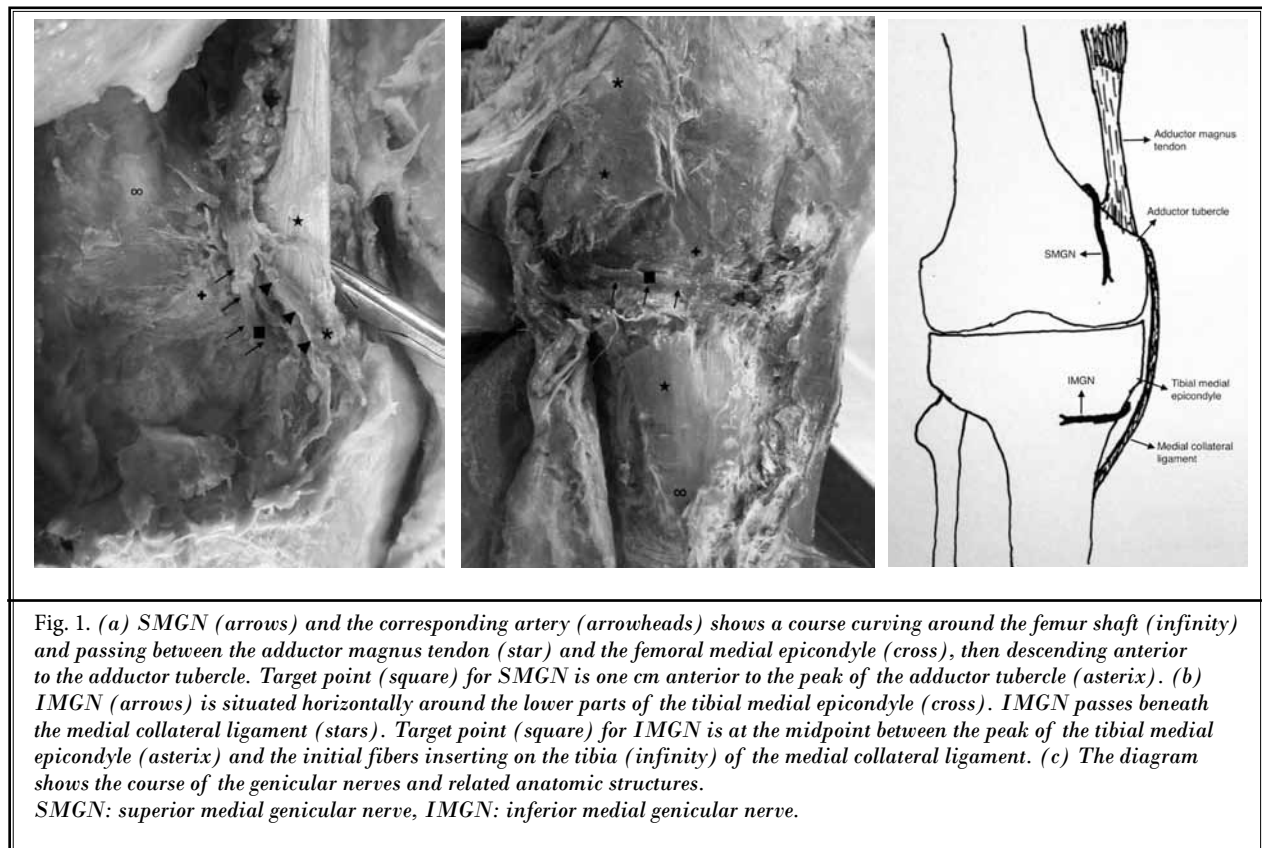 Adductor magnus
tendon
Adductor tubercle
SMGN
Tibial medial
epicondyle
IMGN
Medial collateral
ligament
Fig. 1. (a) SMGN (arrows) and the corresponding artery (arrowheads) shows a course curving around the femur shaft (infinity)
and passing between the adductor magnus tendon (star) and the femoral medial epicondyle (cross), then descending anterior
to the adductor tubercle. Target point (square) for SMGN is one cm anterior to the peak of the adductor tubercle (asterix). (b)
IMGN (arrows) is situated horizontally around the lower parts of the tibial medial epicondyle (cross). IMGN passes beneath
the medial collateral ligament (stars). Target point (square) for IMGN is at the midpoint between the peak of the tibial medial
epicondyle (asterix) and the initial fibers inserting on the tibia (infinity) of the medial collateral ligament. (c) The diagram
shows the course of the genicular nerves and related anatomic structures.
SMGN: superior medial genicular nerve, IMGN: inferior medial genicular nerve.